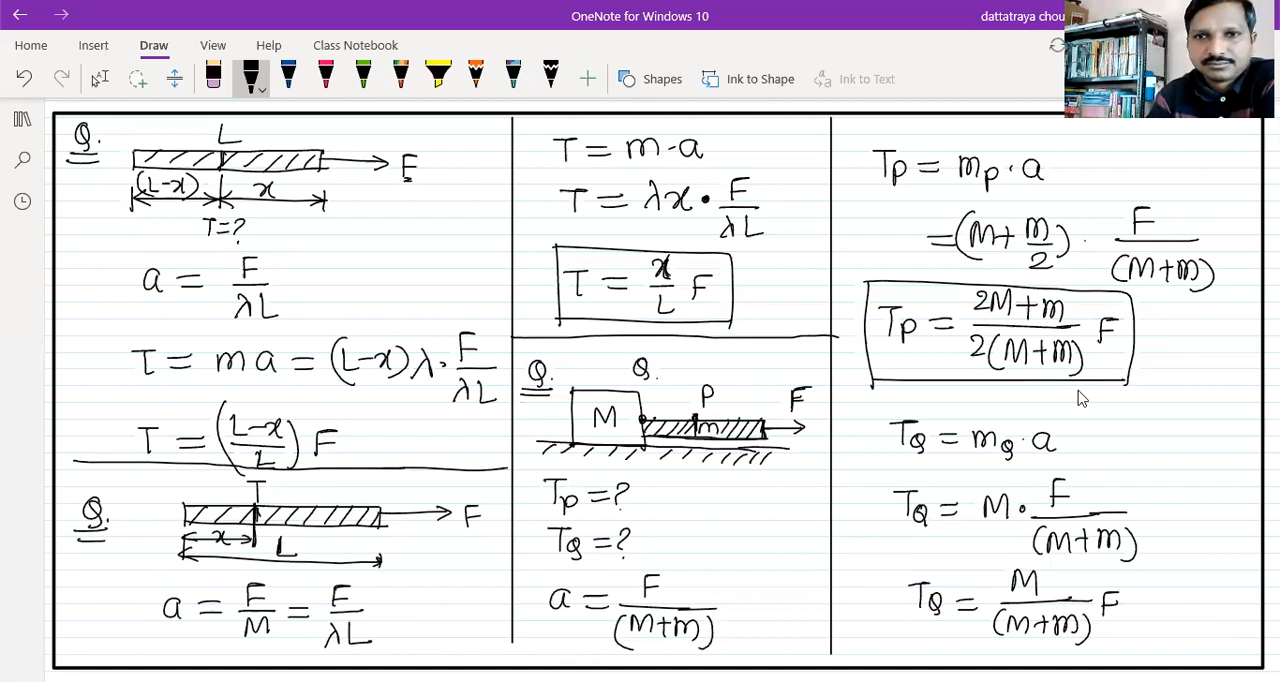 OneNote for Windows 10
dattatraya chou
Home Insert Draw View Help Class Notebook
Shapes Ink to Shape Ink to Text
Q.
L
F
(L-x) x
T=?
a = F/λL
T = ma = (L-x)λ · F/λL
T = (L-x/L) F
Q.
T
F
x
L
a = F/M = F/λL
T = m·a
T = λx · F/λL
T = x/L F
Q.
Q.
P
F
M
m
Tp = ?
TQ = ?
a = F/(M+m)
Tp = mp · a
= (M + m/2) · F/(M+m)
Tp = 2M+m/2(M+m) F
TQ = mQ · a
TQ = M · F/(M+m)
TQ = M/(M+m) F